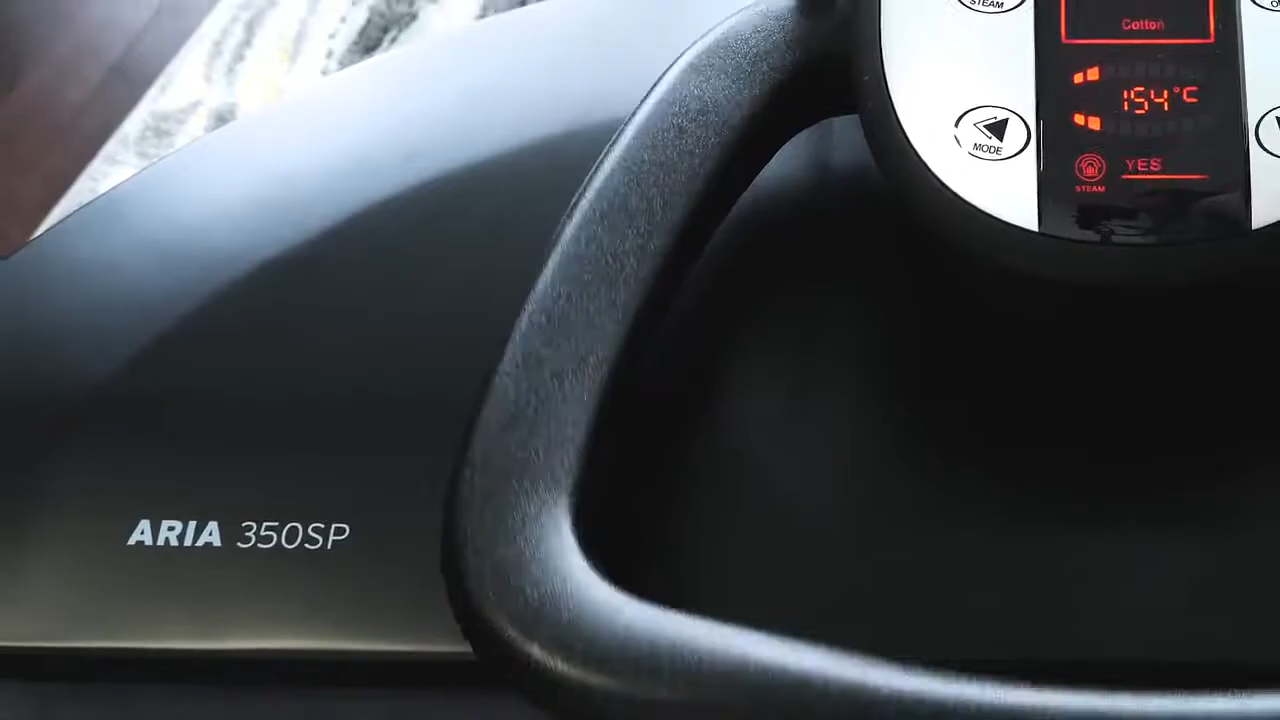 STEAM
Cotton
154°C
MODE
YES
STEAM
ARIA 350SP